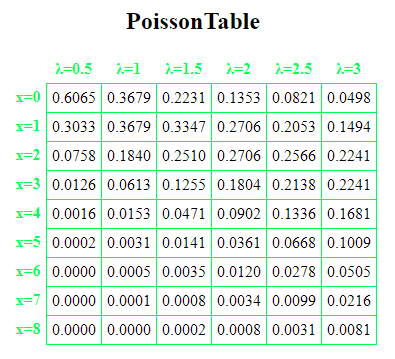 PoissonTable
λ=0.5 λ=1 λ=1.5 λ=2 λ=2.5 λ=3
x=0 0.6065 0.3679 0.2231 0.1353 0.0821 0.0498
x=1 0.3033 0.3679 0.3347 0.2706 0.2053 0.1494
x=2 0.0758 0.1840 0.2510 0.2706 0.2566 0.2241
x=3 0.0126 0.0613 0.1255 0.1804 0.2138 0.2241
x=4 0.0016 0.0153 0.0471 0.0902 0.1336 0.1681
x=5 0.0002 0.0031 0.0141 0.0361 0.0668 0.1009
x=6 0.0000 0.0005 0.0035 0.0120 0.0278 0.0505
x=7 0.0000 0.0001 0.0008 0.0034 0.0099 0.0216
x=8 0.0000 0.0000 0.0002 0.0008 0.0031 0.0081